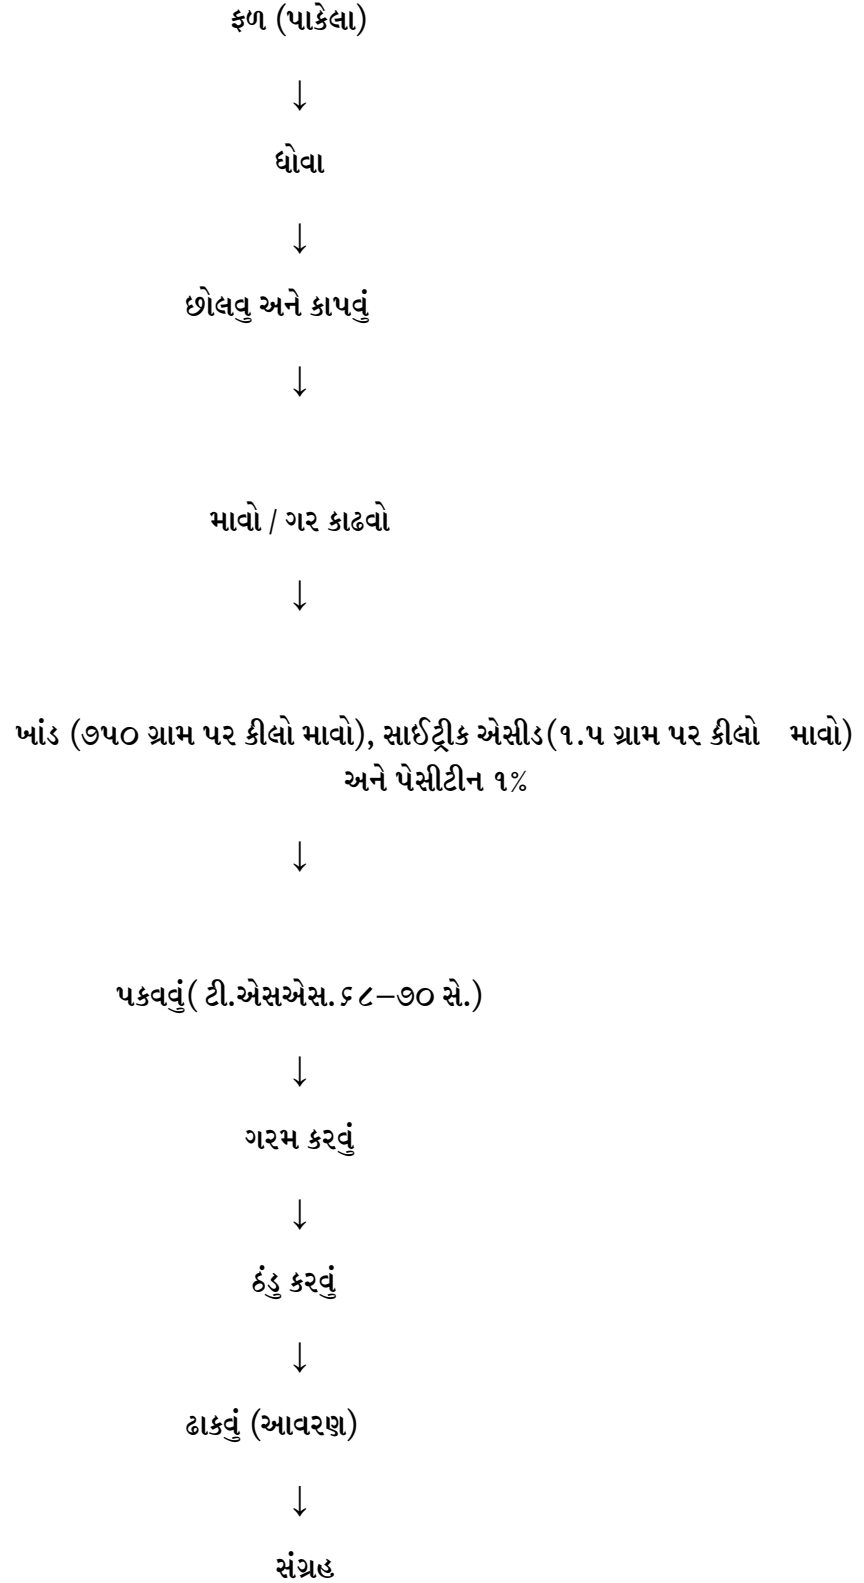 ફળ (પાકેલા)
↓
ધોવા
↓
છોલવુ અને કાપવું
↓
માવો / ગર કાઢવો
↓
ખાંડ (૭૫૦ ગ્રામ પર કીલો માવો), સાઈટ્રીક એસીડ(૧.૫ ગ્રામ પર કીલો માવો)
અને પેસીટીન ૧%
↓
પકવવું( ટી.એસએસ.૬૮–૭૦ સે.)
↓
ગરમ કરવું
↓
ઠંડુ કરવું
↓
ઢાકવું (આવરણ)
↓
સંગ્રહ